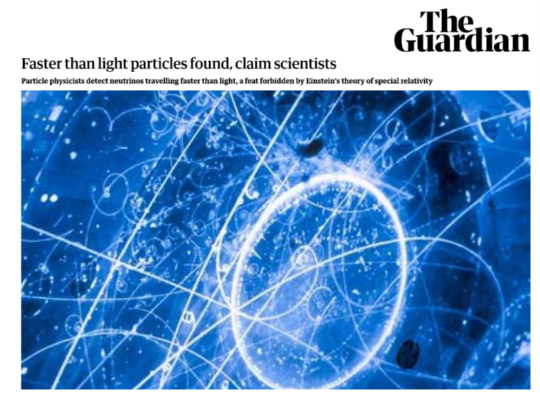 The
Guardian
Faster than light particles found, claim scientists
Particle physicists detect neutrinos travelling faster than light, a feat forbidden by Einstein's theory of special relativity